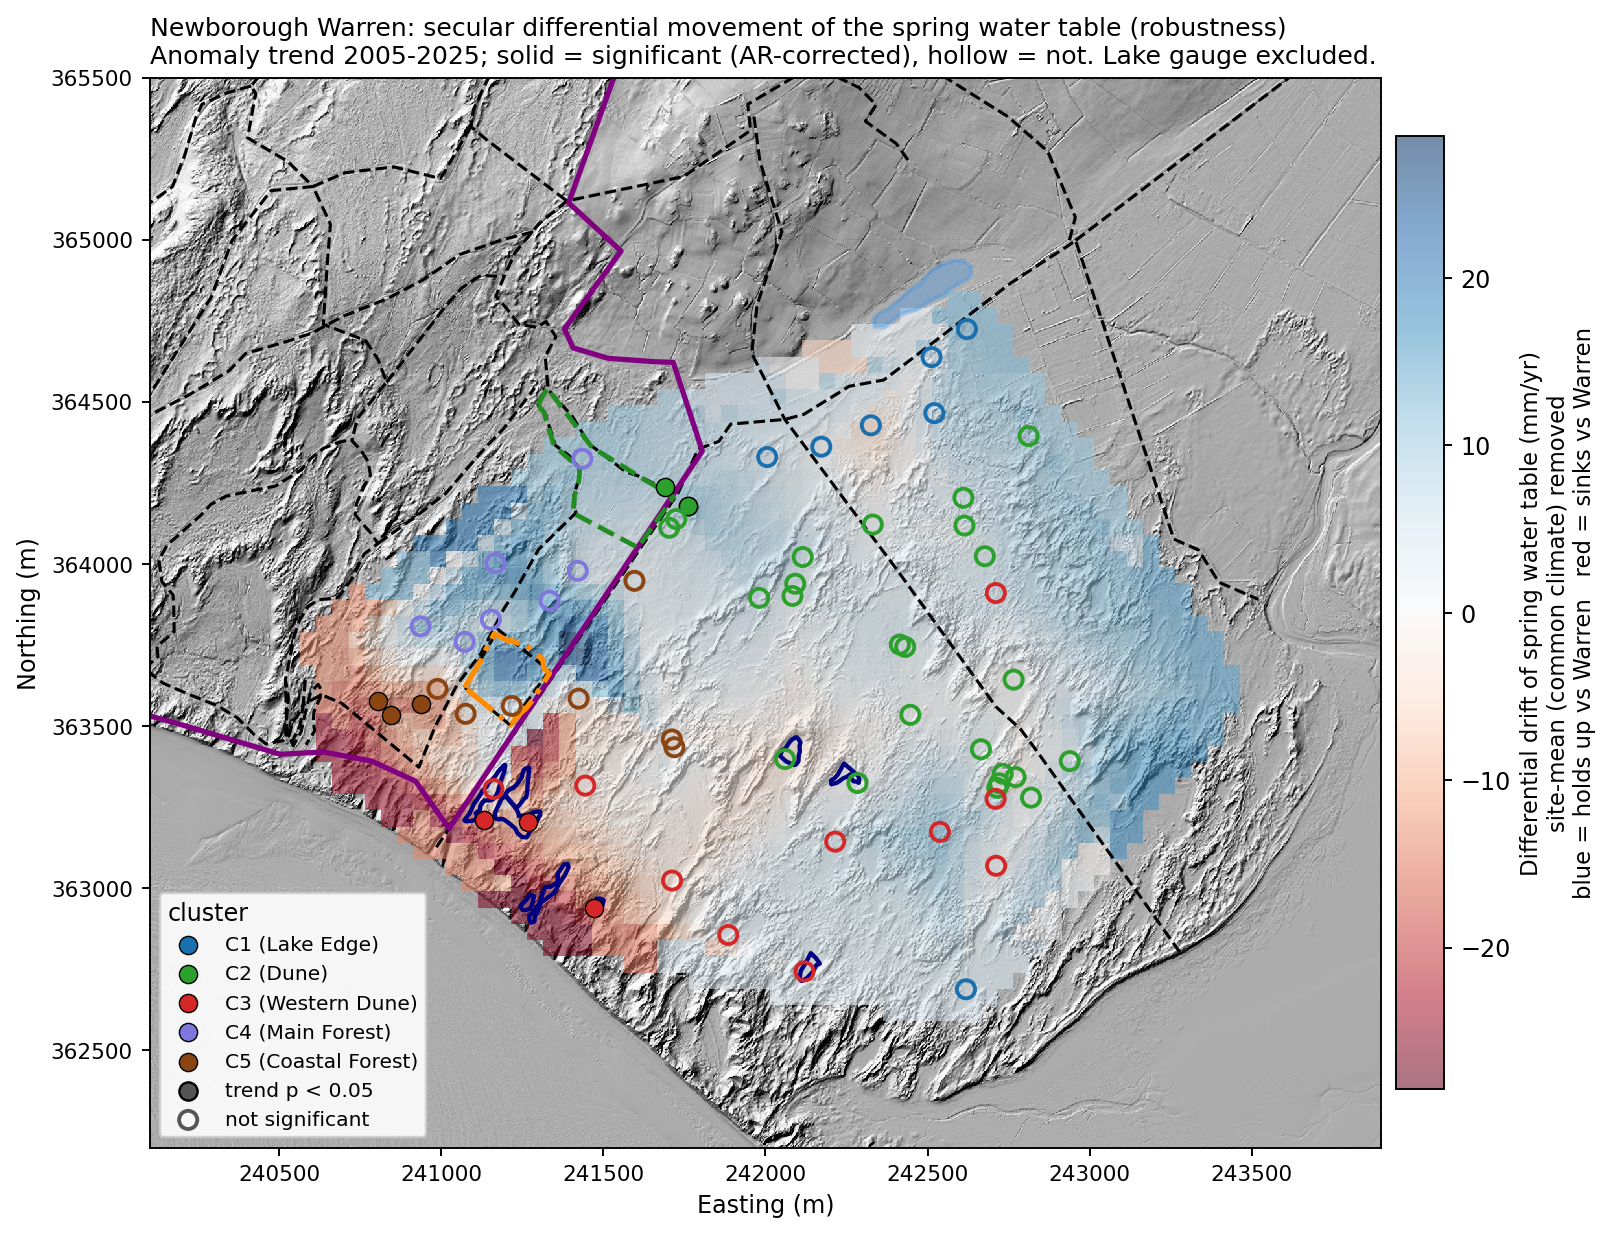 Newborough Warren: secular differential movement of the spring water table (robustness)
Anomaly trend 2005-2025; solid = significant (AR-corrected), hollow = not. Lake gauge excluded.
365500
365000
364500
364000
363500
363000
362500
Northing (m)
240500
241000
241500
242000
242500
243000
243500
Easting (m)
cluster
C1 (Lake Edge)
C2 (Dune)
C3 (Western Dune)
C4 (Main Forest)
C5 (Coastal Forest)
trend p < 0.05
not significant
20
10
0
−10
−20
Differential drift of spring water table (mm/yr)
site-mean (common climate) removed
blue = holds up vs Warren   red = sinks vs Warren